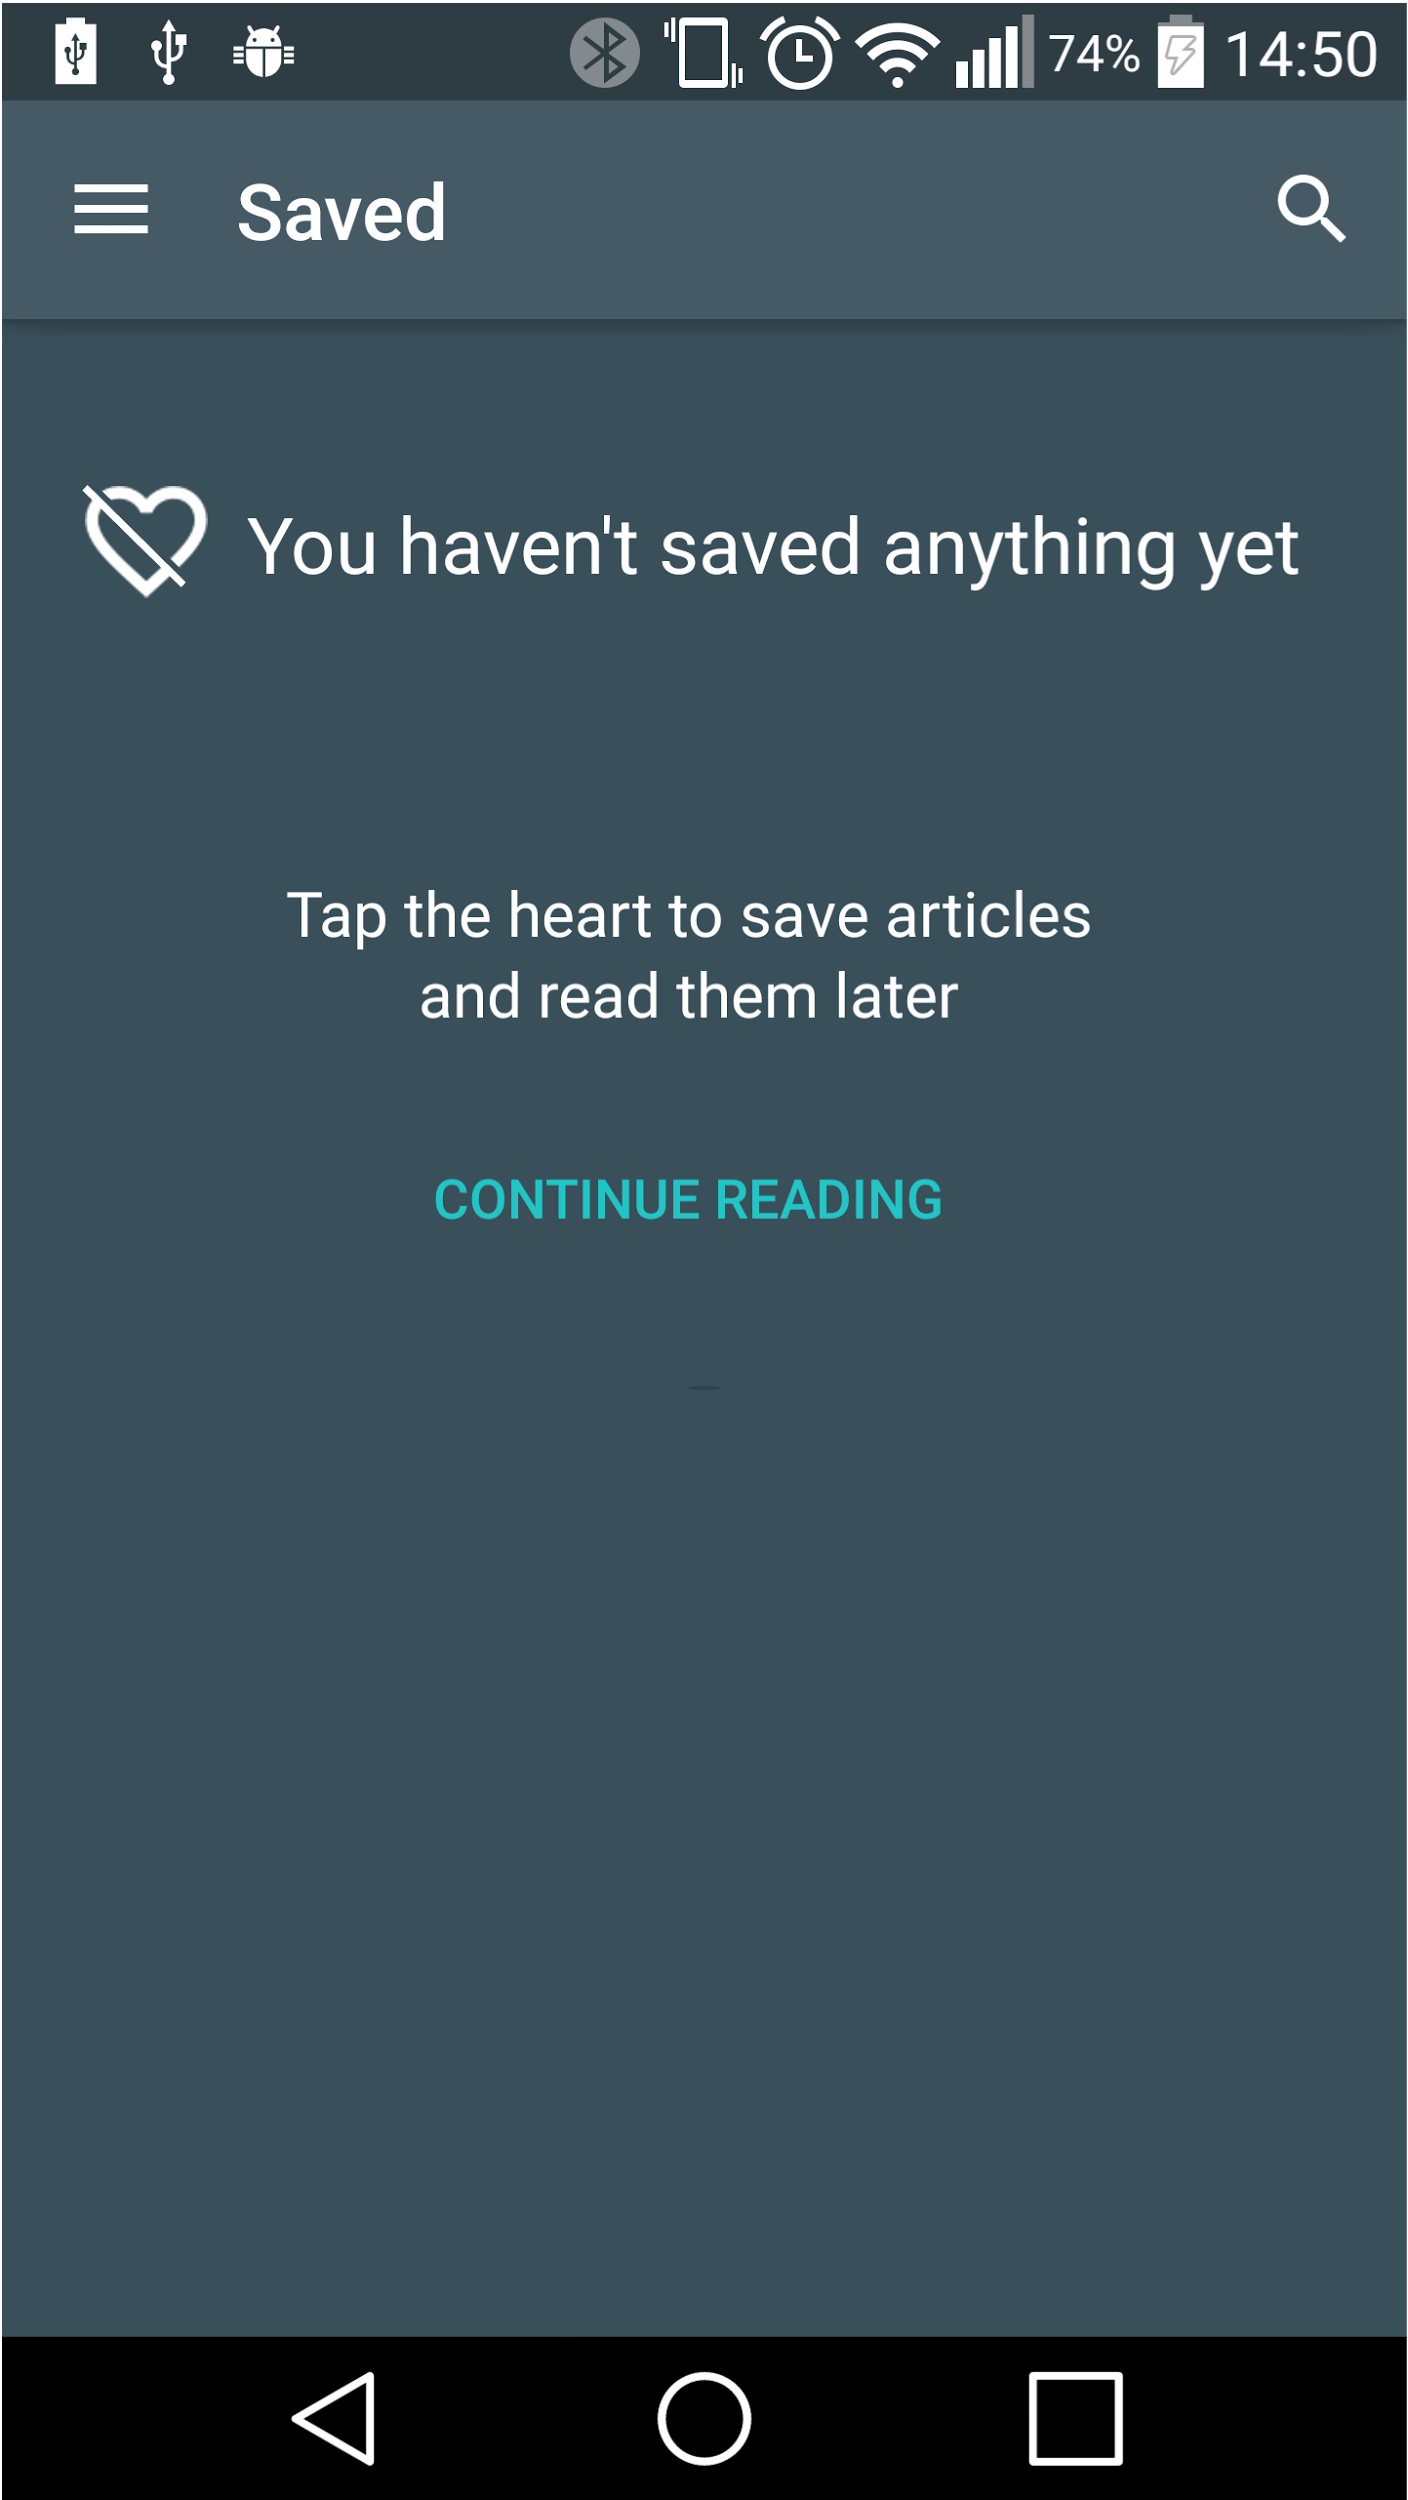 74% 14:50
Saved
You haven't saved anything yet
Tap the heart to save articles
and read them later
CONTINUE READING